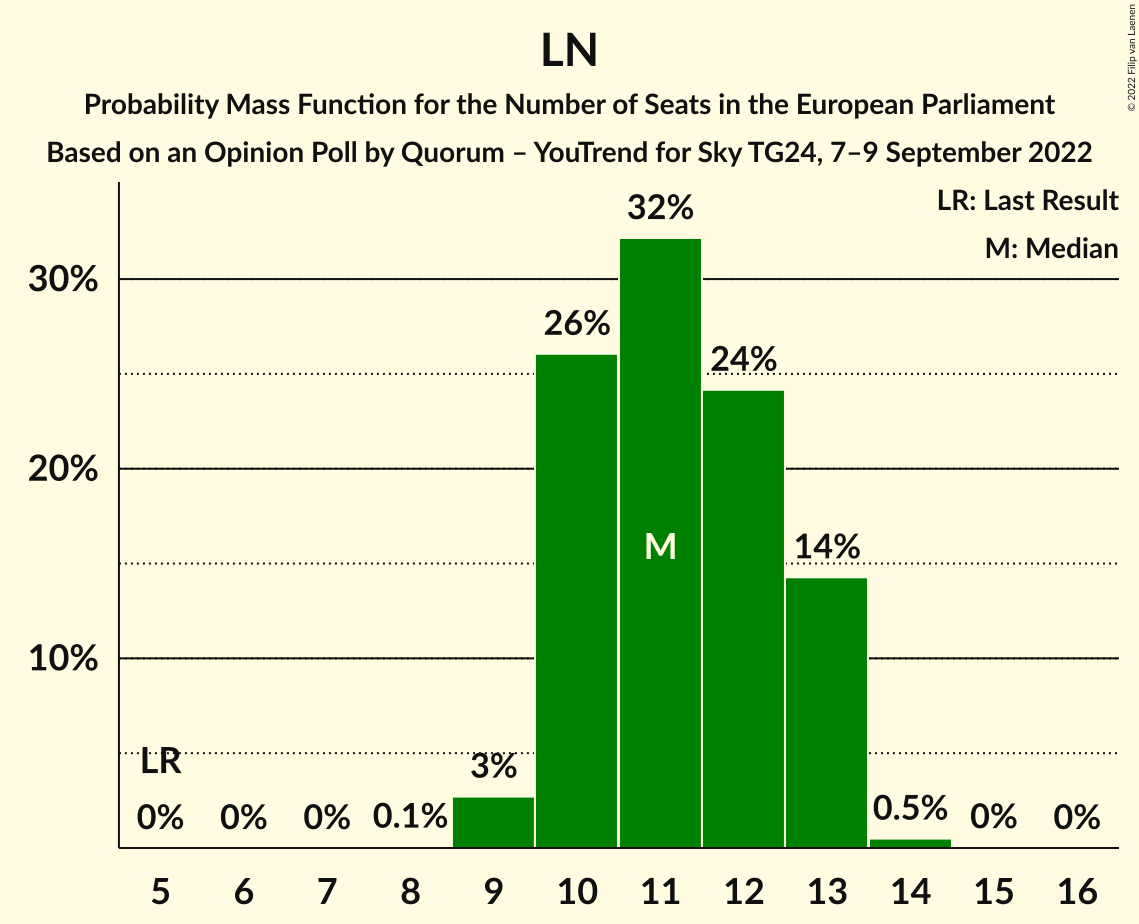 LN
Probability Mass Function for the Number of Seats in the European Parliament
Based on an Opinion Poll by Quorum – YouTrend for Sky TG24, 7–9 September 2022
© 2022 Filip van Laenen
LR: Last Result
M: Median
32%
30%
26%
24%
20%
M
14%
10%
LR
3%
0% 0% 0% 0.1% 0.5% 0% 0%
5 6 7 8 9 10 11 12 13 14 15 16